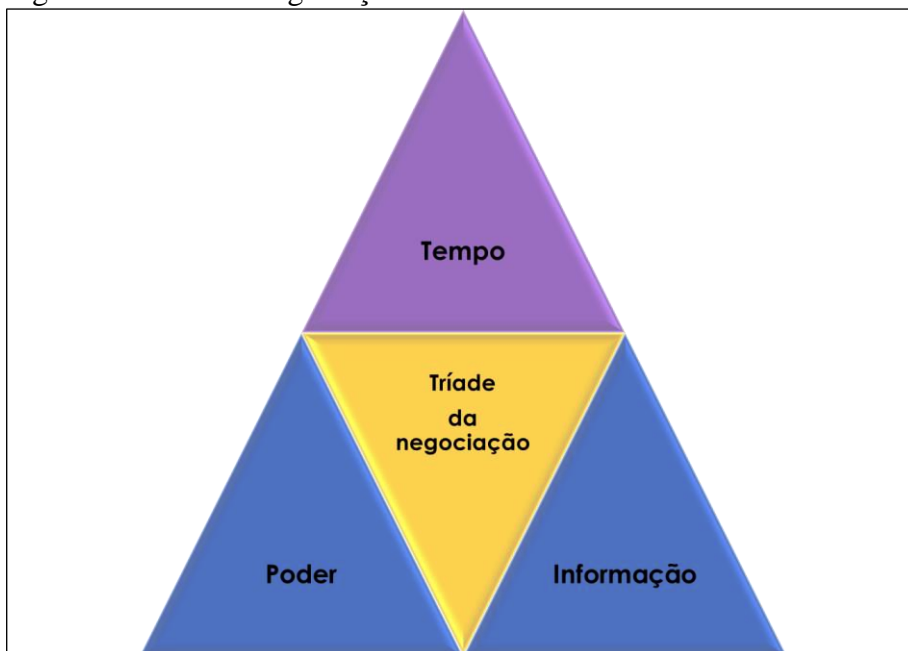 Tempo
Tríade
da
negociação
Poder
Informação